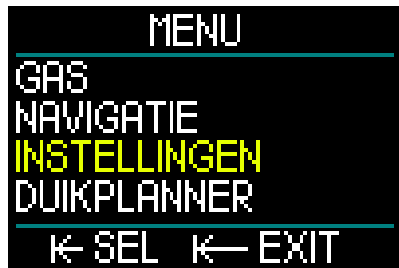 MENU
GAS
NAVIGATIE
INSTELLINGEN
DUIKPLANNER
SEL EXIT